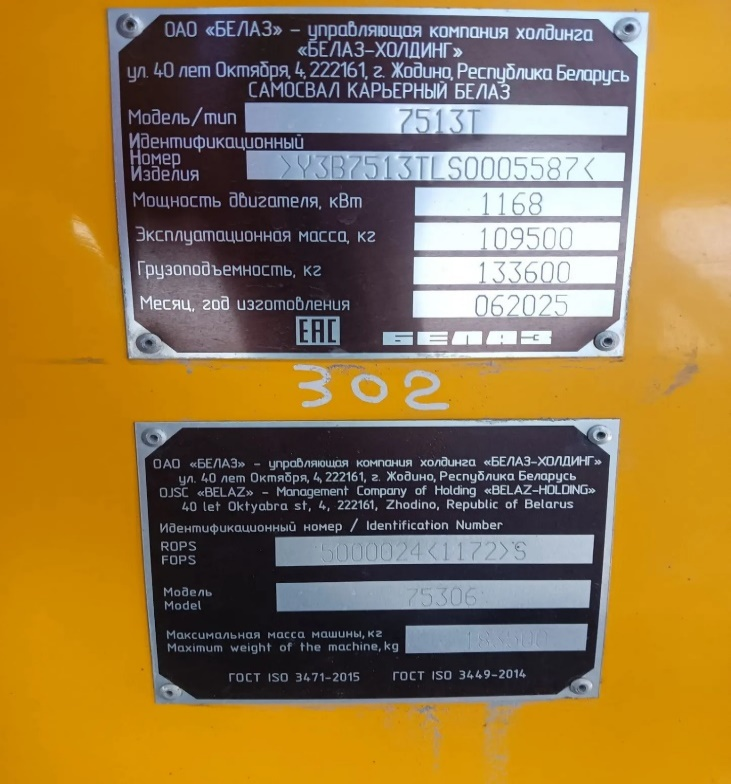 ОАО «БЕЛАЗ» – управляющая компания холдинга
«БЕЛАЗ-ХОЛДИНГ»
ул. 40 лет Октября, 4, 222161, г. Жодино, Республика Беларусь
САМОСВАЛ КАРЬЕРНЫЙ БЕЛАЗ
Модель/тип 7513T
Идентификационный
Номер
Изделия >Y3B7513TLS0005587<
Мощность двигателя, кВт 1168
Эксплуатационная масса, кг 109500
Грузоподъемность, кг 133600
Месяц, год изготовления 062025
EAC БЕЛАЗ
302
ОАО «БЕЛАЗ» – управляющая компания холдинга «БЕЛАЗ-ХОЛДИНГ»
ул. 40 лет Октября, 4, 222161, г. Жодино, Республика Беларусь
OJSC «BELAZ» – Management Company of Holding «BELAZ-HOLDING»
40 let Oktyabra st, 4, 222161, Zhodino, Republic of Belarus
Идентификационный номер / Identification Number
ROPS
FOPS
Модель
Model 75306
Максимальная масса машины, кг
Maximum weight of the machine, kg
ГОСТ ISO 3471-2015 ГОСТ ISO 3449-2014